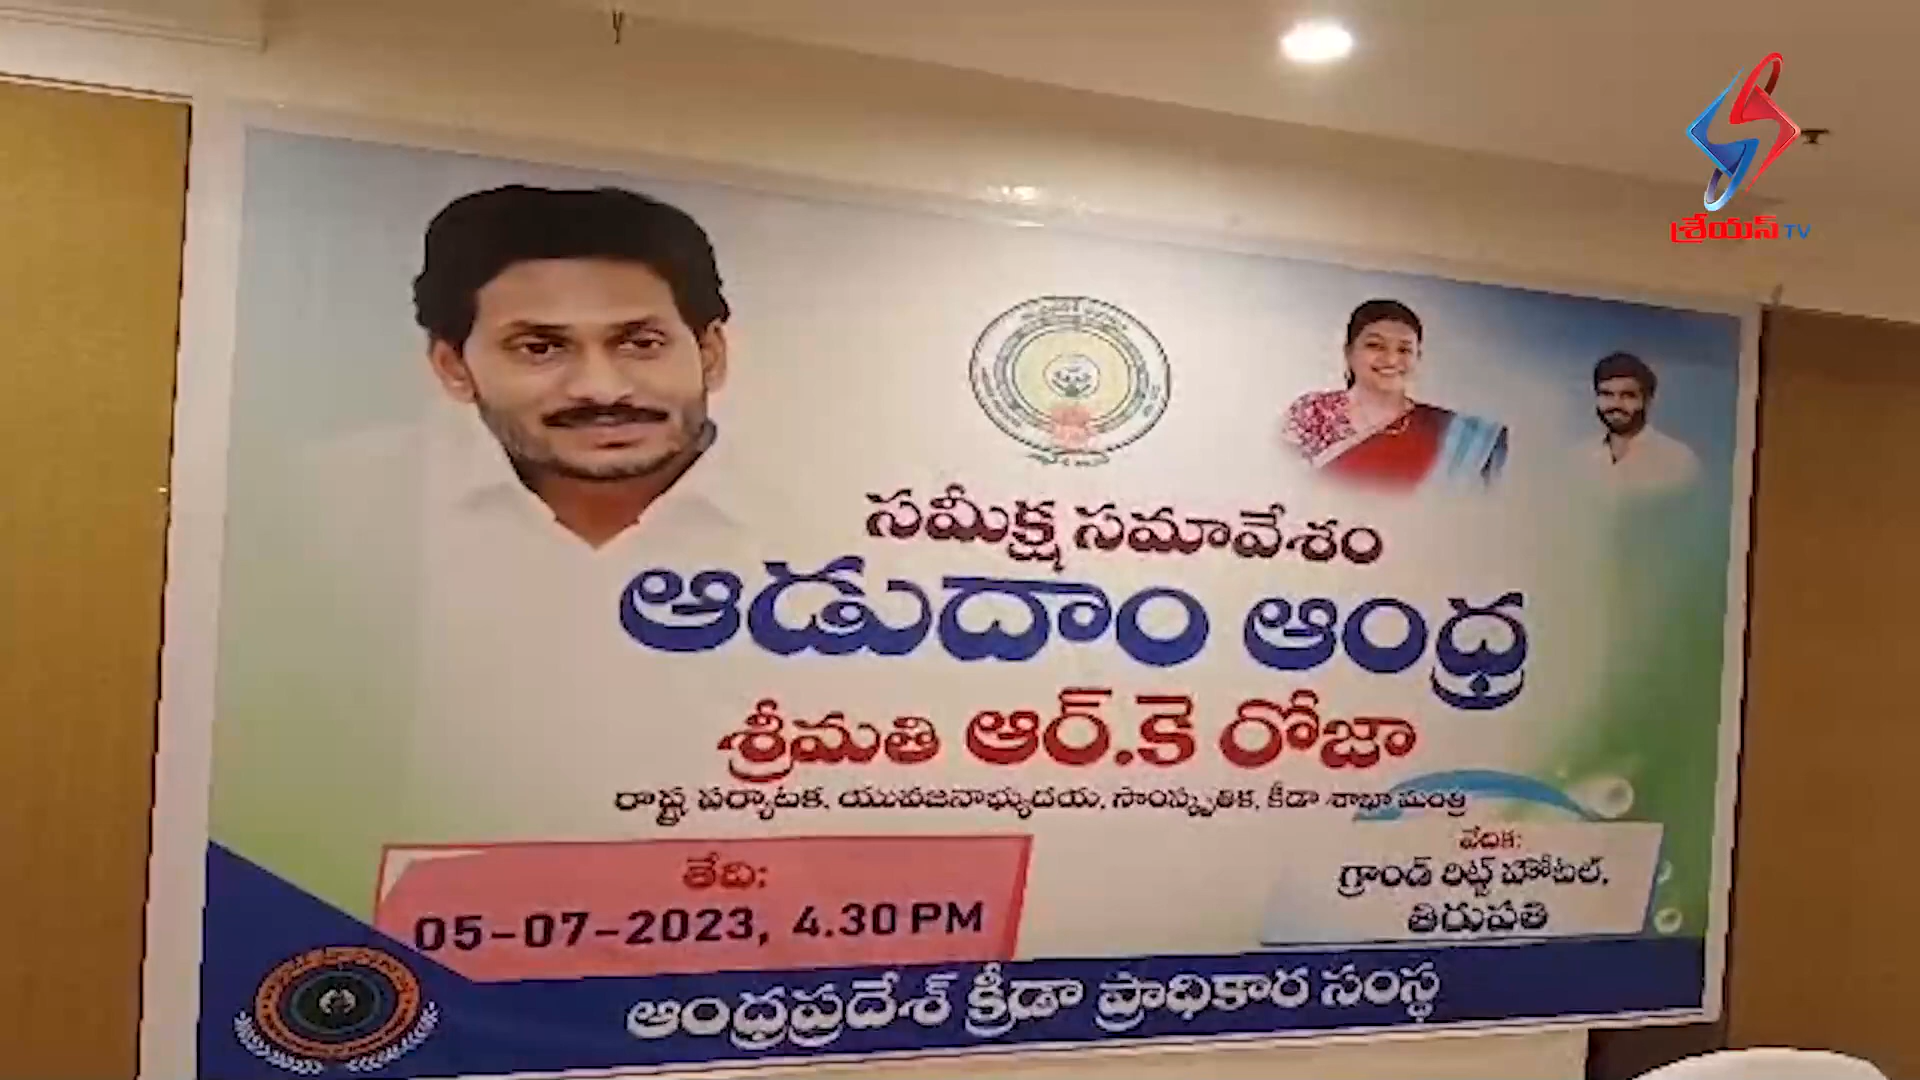 శ్రేయస్ TV
సమీక్ష సమావేశం
ఆడుదాం ఆంధ్ర
శ్రీమతి ఆర్.కె రోజా
రాష్ట్ర పర్యాటక, యువజనాభ్యుదయ, సాంస్కృతిక, క్రీడా శాఖా మంత్రి
తేది:
05-07-2023, 4.30 PM
వేదిక:
గ్రాండ్ రిట్జ్ హోటల్,
తిరుపతి
ఆంధ్రప్రదేశ్ క్రీడా ప్రాధికార సంస్థ